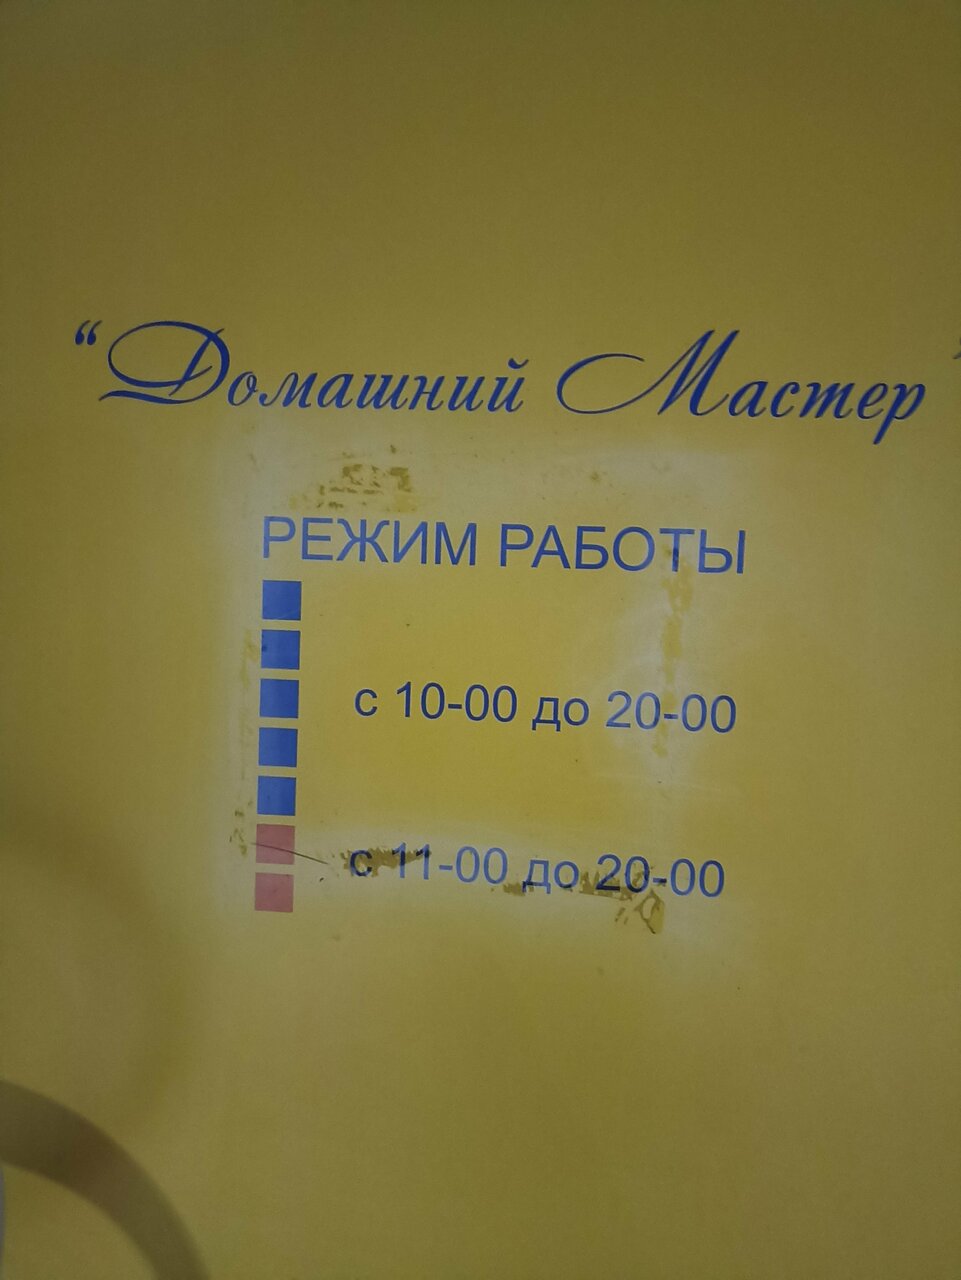 “Домашний Мастер”
РЕЖИМ РАБОТЫ
с 10-00 до 20-00
с 11-00 до 20-00